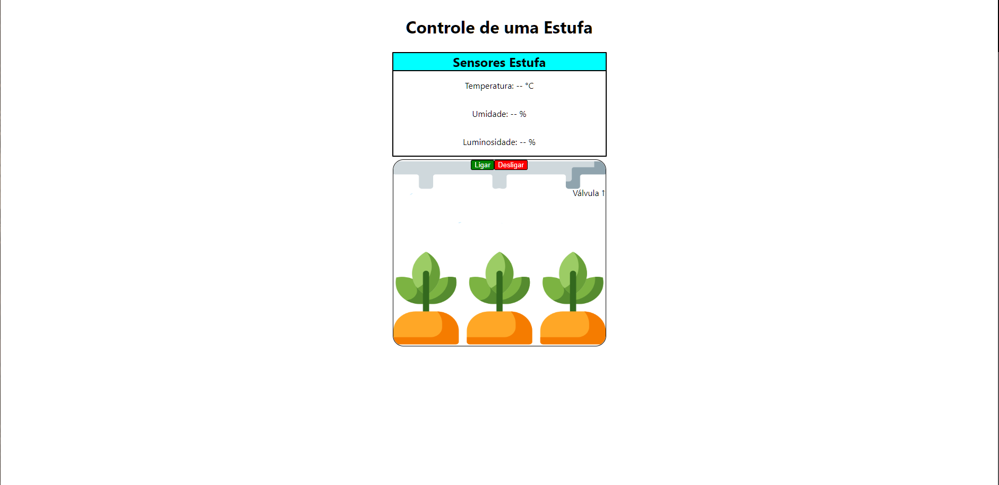 Controle de uma Estufa
Sensores Estufa
Temperatura: -- °C
Umidade: -- %
Luminosidade: -- %
Ligar Desligar
Válvula ↑